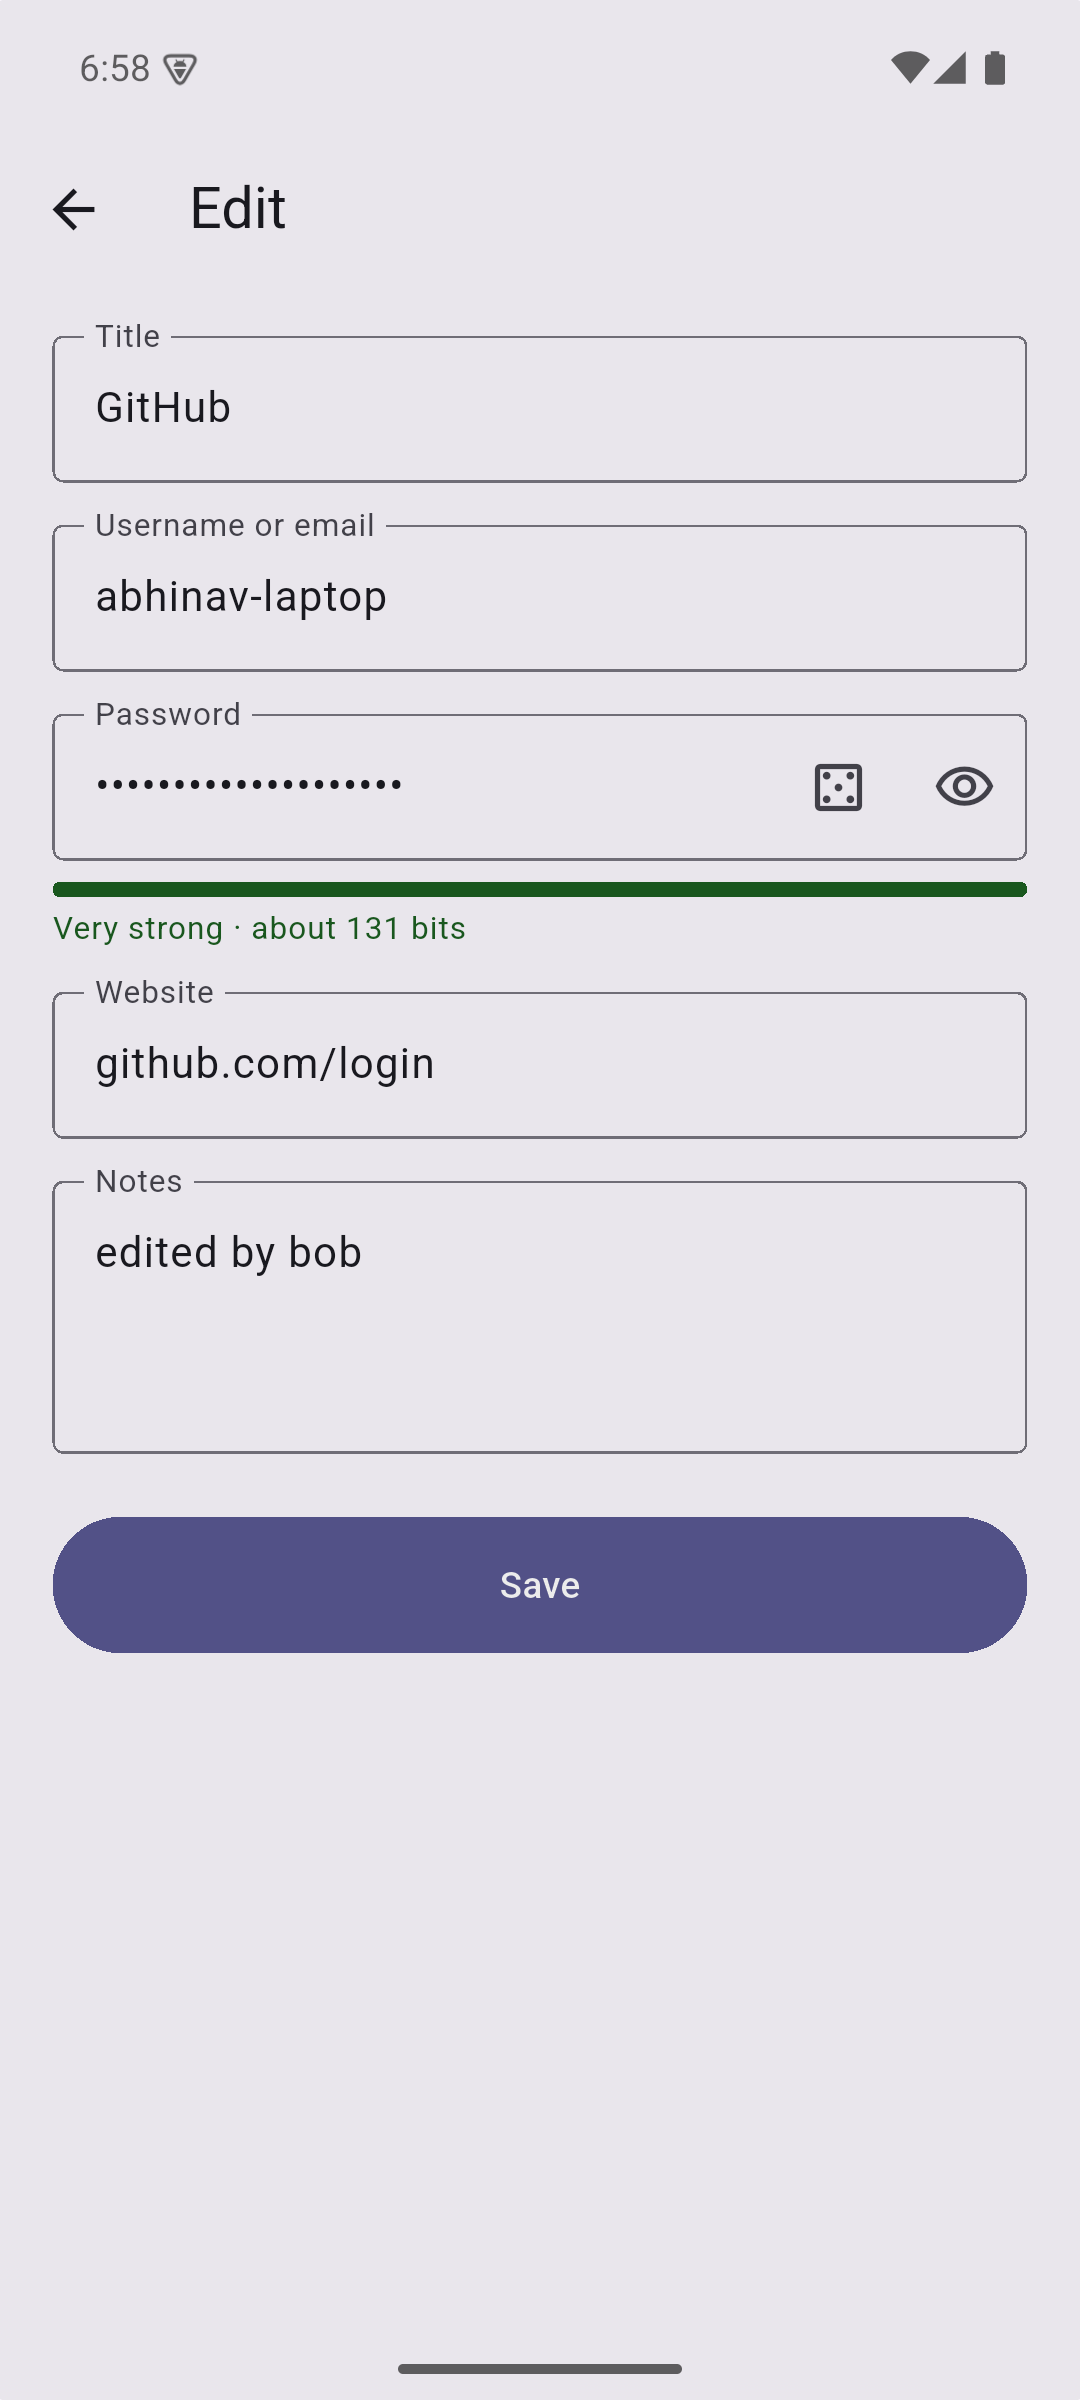 6:58
Edit
Title
GitHub
Username or email
abhinav-laptop
Password
••••••••••••••••••••
Very strong · about 131 bits
Website
github.com/login
Notes
edited by bob
Save